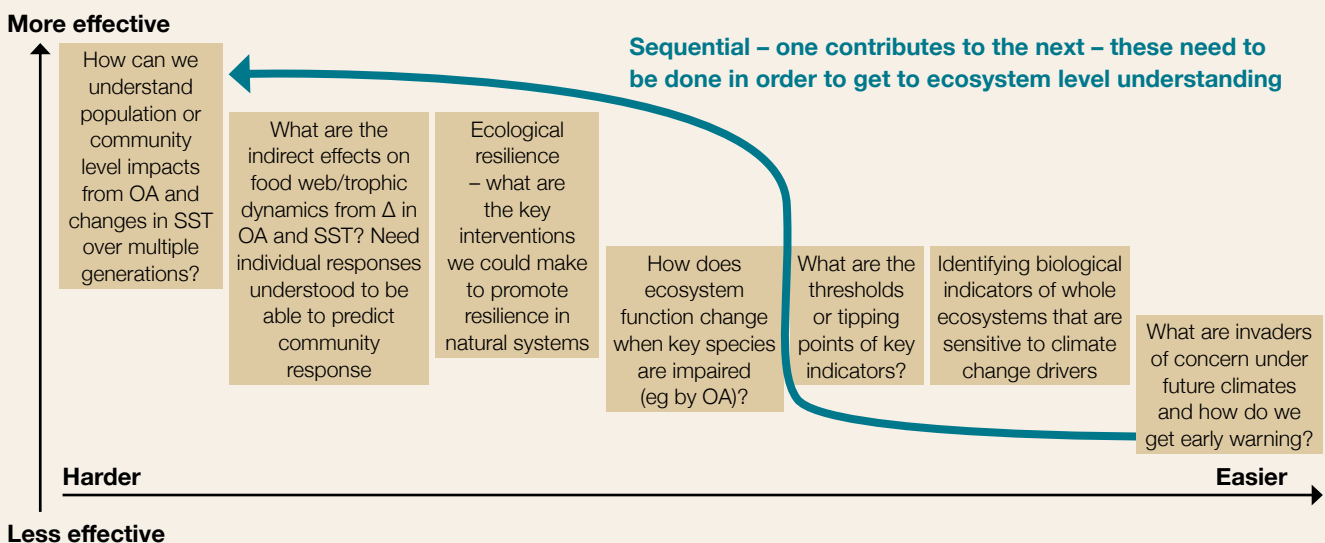 More effective
Sequential – one contributes to the next – these need to
be done in order to get to ecosystem level understanding
How can we
understand
population or
community
level impacts
from OA and
changes in SST
over multiple
generations?
What are the
indirect effects on
food web/trophic
dynamics from Δ in
OA and SST? Need
individual responses
understood to be
able to predict
community
response
Ecological
resilience
– what are
the key
interventions
we could make
to promote
resilience in
natural systems
How does
ecosystem
function change
when key species
are impaired
(eg by OA)?
What are the
thresholds
or tipping
points of key
indicators?
Identifying biological
indicators of whole
ecosystems that are
sensitive to climate
change drivers
What are invaders
of concern under
future climates
and how do we
get early warning?
Harder
Easier
Less effective